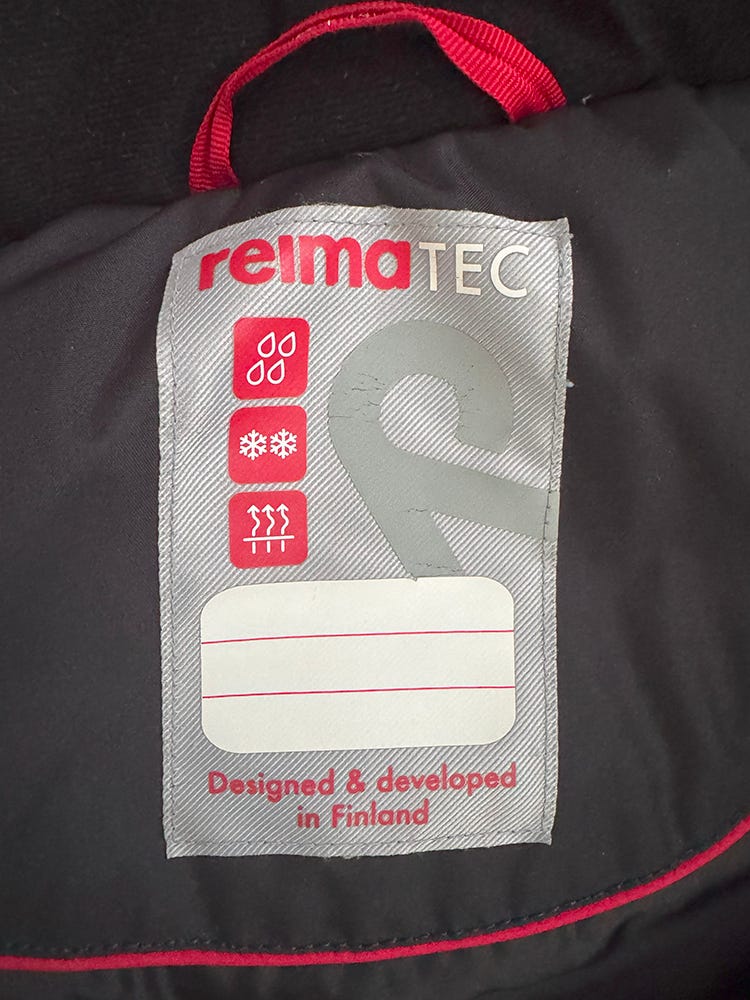 reimaTEC
Designed & developed
in Finland